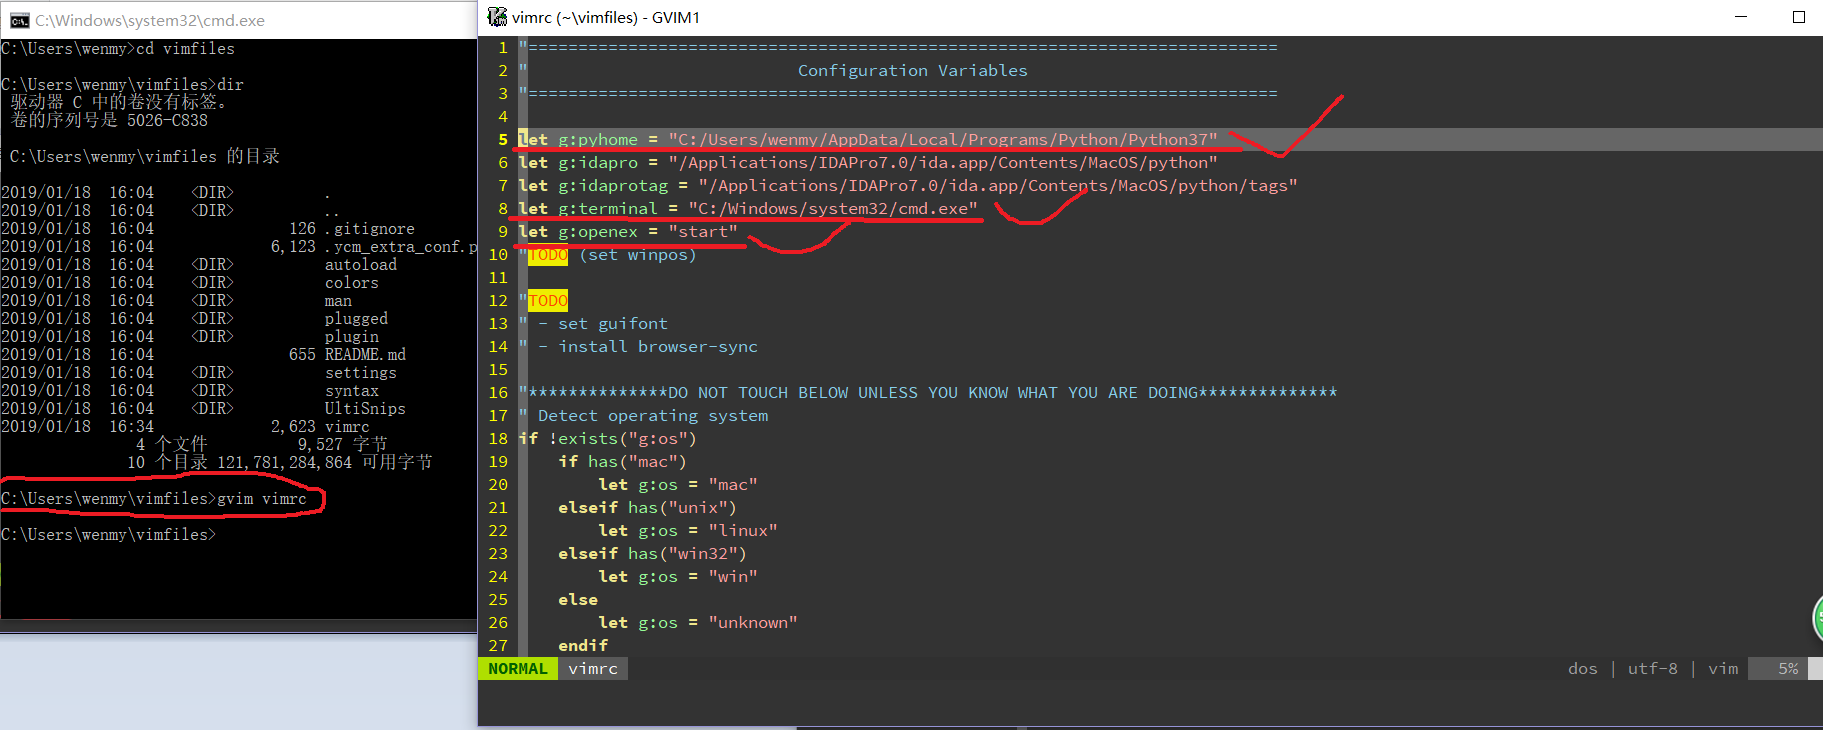 C:\Windows\system32\cmd.exe
C:\Users\wenmy>cd vimfiles
C:\Users\wenmy\vimfiles>dir
驱动器 C 中的卷没有标签。
卷的序列号是 5026-C838
C:\Users\wenmy\vimfiles 的目录
2019/01/18  16:04    <DIR>          .
2019/01/18  16:04    <DIR>          ..
2019/01/18  16:04               126 .gitignore
2019/01/18  16:04             6,123 .ycm_extra_conf.p
2019/01/18  16:04    <DIR>          autoload
2019/01/18  16:04    <DIR>          colors
2019/01/18  16:04    <DIR>          man
2019/01/18  16:04    <DIR>          plugged
2019/01/18  16:04    <DIR>          plugin
2019/01/18  16:04               655 README.md
2019/01/18  16:04    <DIR>          settings
2019/01/18  16:04    <DIR>          syntax
2019/01/18  16:04    <DIR>          UltiSnips
2019/01/18  16:34             2,623 vimrc
4 个文件          9,527 字节
10 个目录 121,781,284,864 可用字节
C:\Users\wenmy\vimfiles>gvim vimrc
C:\Users\wenmy\vimfiles>
vimrc (~\vimfiles) - GVIM1
1 "===========================================================================
2 "                           Configuration Variables
3 "===========================================================================
4
5 let g:pyhome = "C:/Users/wenmy/AppData/Local/Programs/Python/Python37"
6 let g:idapro = "/Applications/IDAPro7.0/ida.app/Contents/MacOS/python"
7 let g:idaprotag = "/Applications/IDAPro7.0/ida.app/Contents/MacOS/python/tags"
8 let g:terminal = "C:/Windows/system32/cmd.exe"
9 let g:openex = "start"
10 "TODO (set winpos)
11
12 "TODO
13 " - set guifont
14 " - install browser-sync
15
16 "**************DO NOT TOUCH BELOW UNLESS YOU KNOW WHAT YOU ARE DOING**************
17 " Detect operating system
18 if !exists("g:os")
19     if has("mac")
20         let g:os = "mac"
21     elseif has("unix")
22         let g:os = "linux"
23     elseif has("win32")
24         let g:os = "win"
25     else
26         let g:os = "unknown"
27     endif
NORMAL vimrc dos | utf-8 | vim 5%